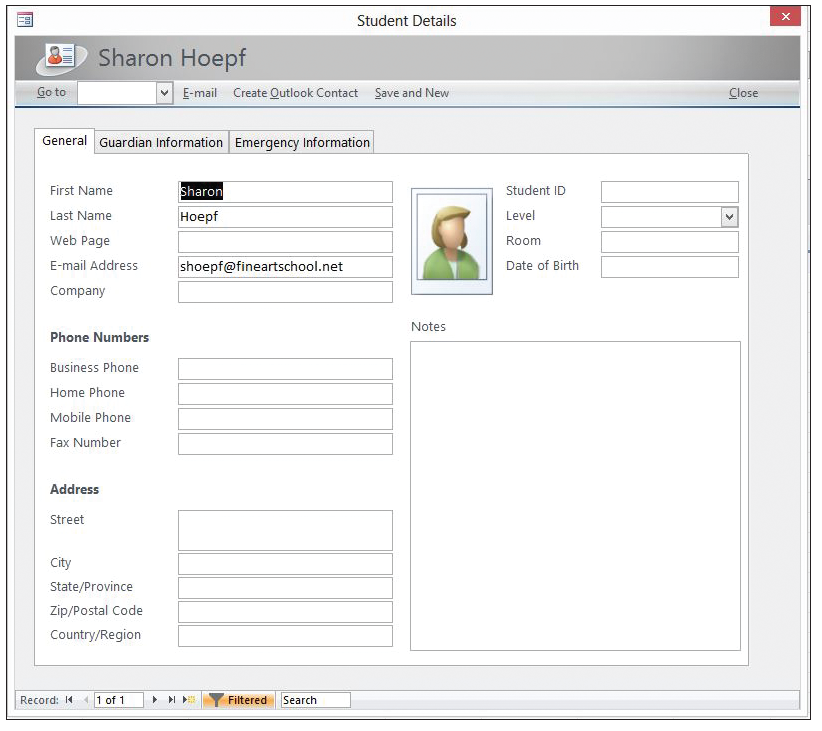 Student Details
Sharon Hoepf
Go to E-mail Create Outlook Contact Save and New Close
General Guardian Information Emergency Information
First Name Sharon
Last Name Hoepf
Web Page
E-mail Address shoepf@fineartschool.net
Company
Student ID
Level
Room
Date of Birth
Phone Numbers
Business Phone
Home Phone
Mobile Phone
Fax Number
Address
Street
City
State/Province
Zip/Postal Code
Country/Region
Notes
Record: 1 of 1 Filtered Search